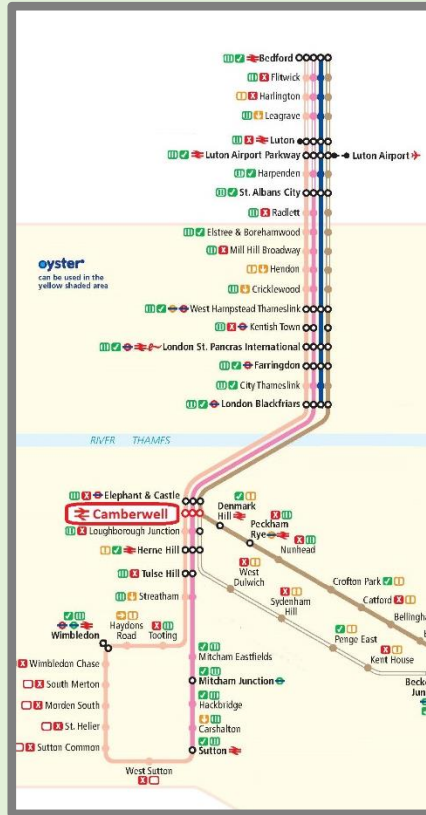 Bedford
Flitwick
Harlington
Leagrave
Luton
Luton Airport Parkway
Luton Airport
Harpenden
St. Albans City
Radlett
Elstree & Borehamwood
Mill Hill Broadway
oyster
can be used in the
yellow shaded area
Hendon
Cricklewood
West Hampstead Thameslink
Kentish Town
London St. Pancras International
Farringdon
City Thameslink
London Blackfriars
RIVER THAMES
Elephant & Castle
Camberwell
Loughborough Junction
Herne Hill
Tulse Hill
Streatham
Denmark
Hill
Peckham
Rye
Nunhead
Crofton Park
Catford
Bellingha
West
Dulwich
Sydenham
Hill
Penge East
Kent House
Beck
Jun
Wimbledon
Haydons
Road
Tooting
Wimbledon Chase
South Merton
Morden South
St. Helier
Sutton Common
West Sutton
Mitcham Eastfields
Mitcham Junction
Hackbridge
Carshalton
Sutton